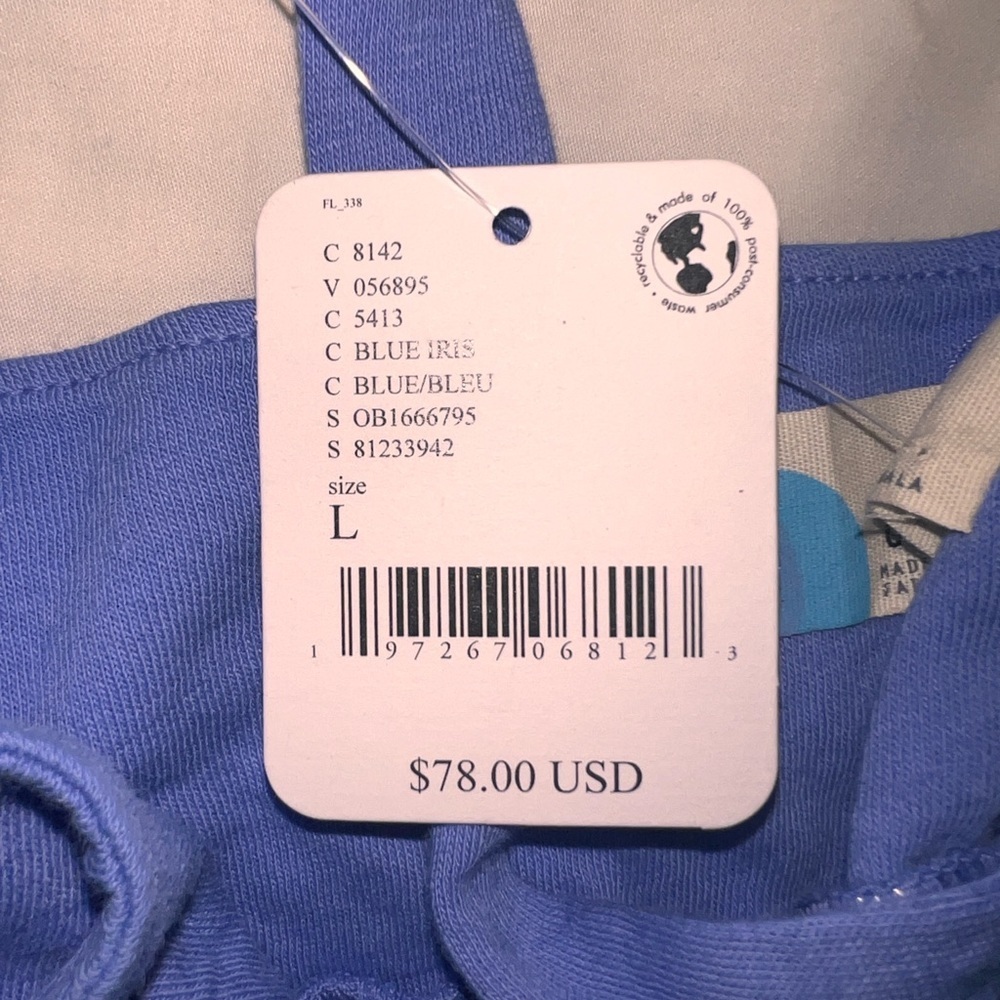 FL_338
recyclable & made of 100% post-consumer waste •
C 8142
V 056895
C 5413
C BLUE IRIS
C BLUE/BLEU
S OB1666795
S 81233942
size
L
1 97267 06812 3
$78.00 USD